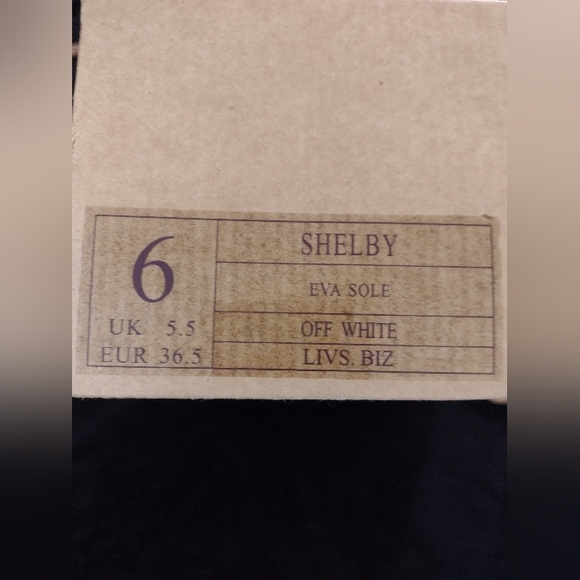 6
UK 5.5
EUR 36.5
SHELBY
EVA SOLE
OFF WHITE
LIVS. BIZ